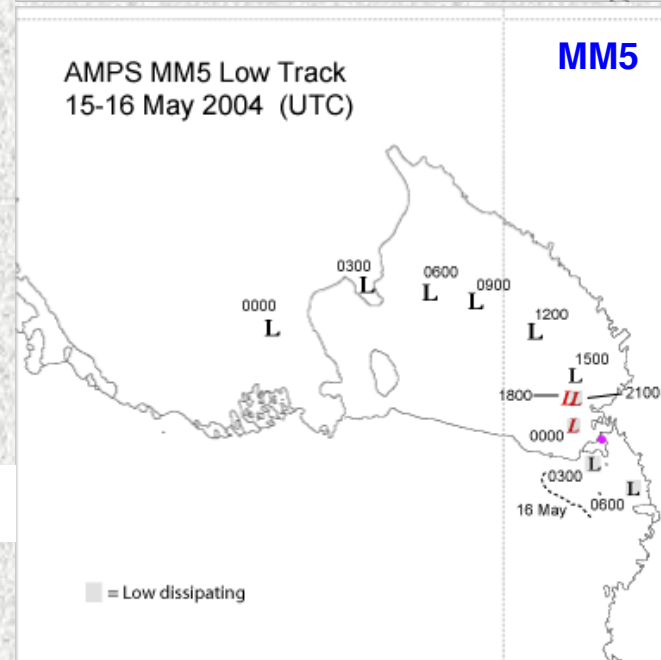 MM5
AMPS MM5 Low Track
15-16 May 2004 (UTC)
0300
L
0600
L
0900
L
0000
L
1200
L
1500
L
1800
LL
2100
0000
L
0300
L
0600
L
16 May
= Low dissipating